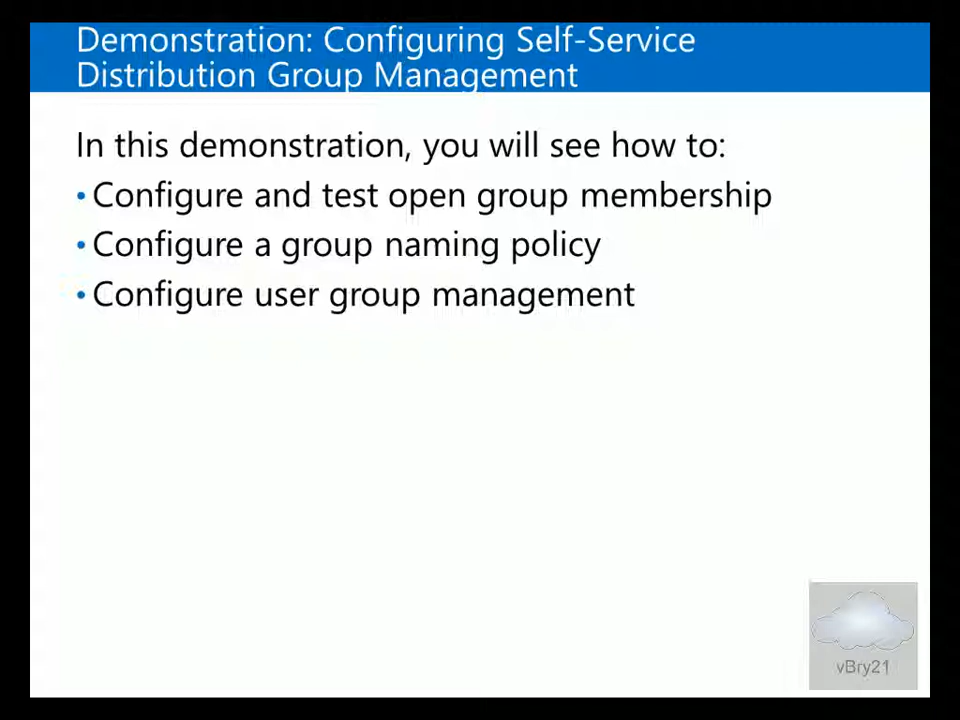 Demonstration: Configuring Self-Service
Distribution Group Management
In this demonstration, you will see how to:
• Configure and test open group membership
• Configure a group naming policy
• Configure user group management
vBry21